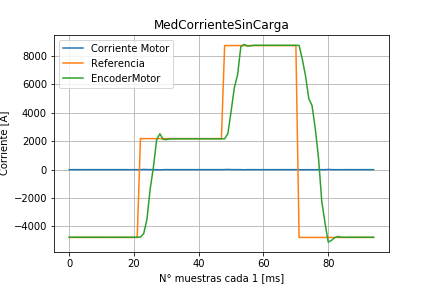 MedCorrienteSinCarga
Corriente Motor
Referencia
EncoderMotor
Corriente [A]
8000
6000
4000
2000
0
−2000
−4000
0 20 40 60 80
N° muestras cada 1 [ms]